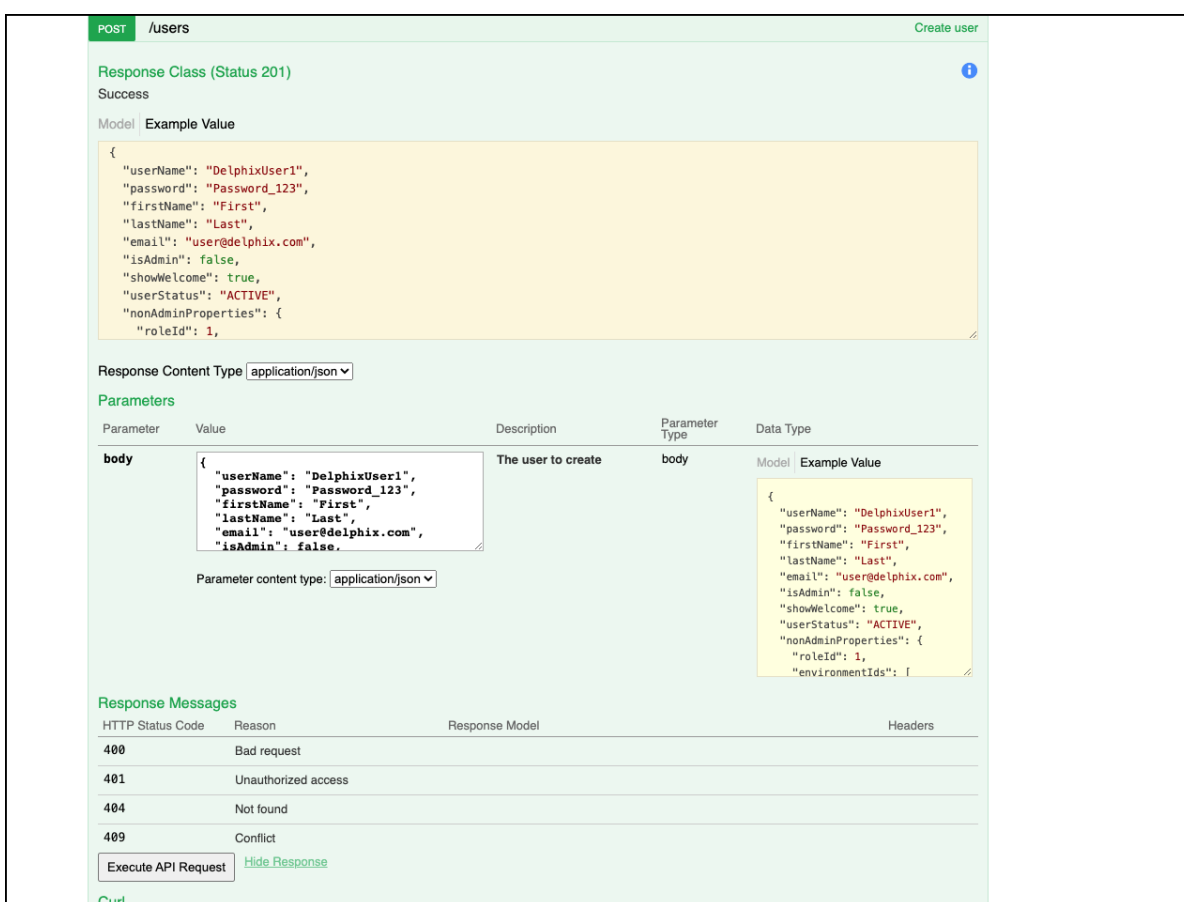 POST /users Create user
Response Class (Status 201)
Success
Model Example Value
{
"userName": "DelphixUser1",
"password": "Password_123",
"firstName": "First",
"lastName": "Last",
"email": "user@delphix.com",
"isAdmin": false,
"showWelcome": true,
"userStatus": "ACTIVE",
"nonAdminProperties": {
"roleId": 1,
Response Content Type application/json
Parameters
Parameter Value Description Parameter Type Data Type
body
{
"userName": "DelphixUser1",
"password": "Password_123",
"firstName": "First",
"lastName": "Last",
"email": "user@delphix.com",
"isAdmin": false,
Parameter content type: application/json
The user to create
body
Model Example Value
{
"userName": "DelphixUser1",
"password": "Password_123",
"firstName": "First",
"lastName": "Last",
"email": "user@delphix.com",
"isAdmin": false,
"showWelcome": true,
"userStatus": "ACTIVE",
"nonAdminProperties": {
"roleId": 1,
"environmentIds": [
Response Messages
HTTP Status Code Reason Response Model Headers
400 Bad request
401 Unauthorized access
404 Not found
409 Conflict
Execute API Request Hide Response
Curl